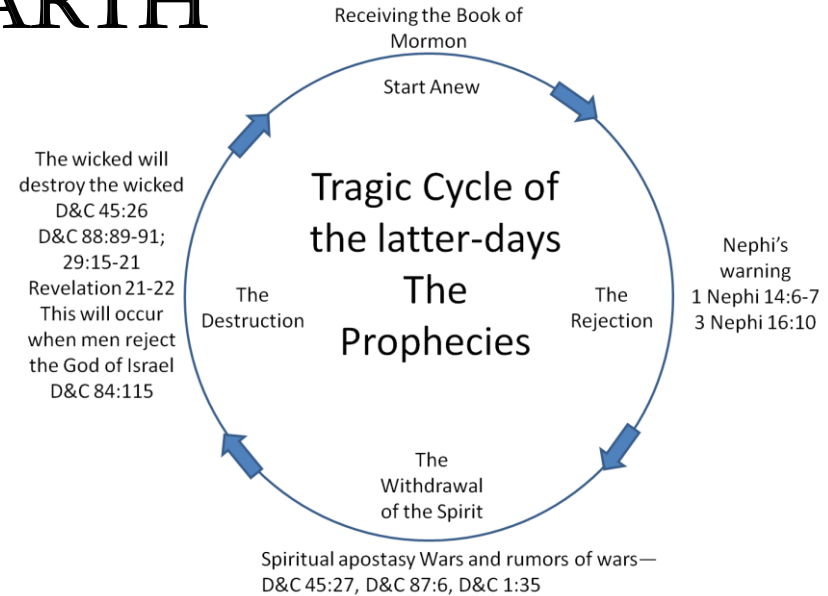 ARTH
Receiving the Book of
Mormon
Start Anew
Tragic Cycle of
the latter-days
The
Prophecies
Nephi's
warning
1 Nephi 14:6-7
3 Nephi 16:10
The
Rejection
The
Withdrawal
of the Spirit
Spiritual apostasy Wars and rumors of wars—
D&C 45:27, D&C 87:6, D&C 1:35
The
Destruction
The wicked will
destroy the wicked
D&C 45:26
D&C 88:89-91;
29:15-21
Revelation 21-22
This will occur
when men reject
the God of Israel
D&C 84:115